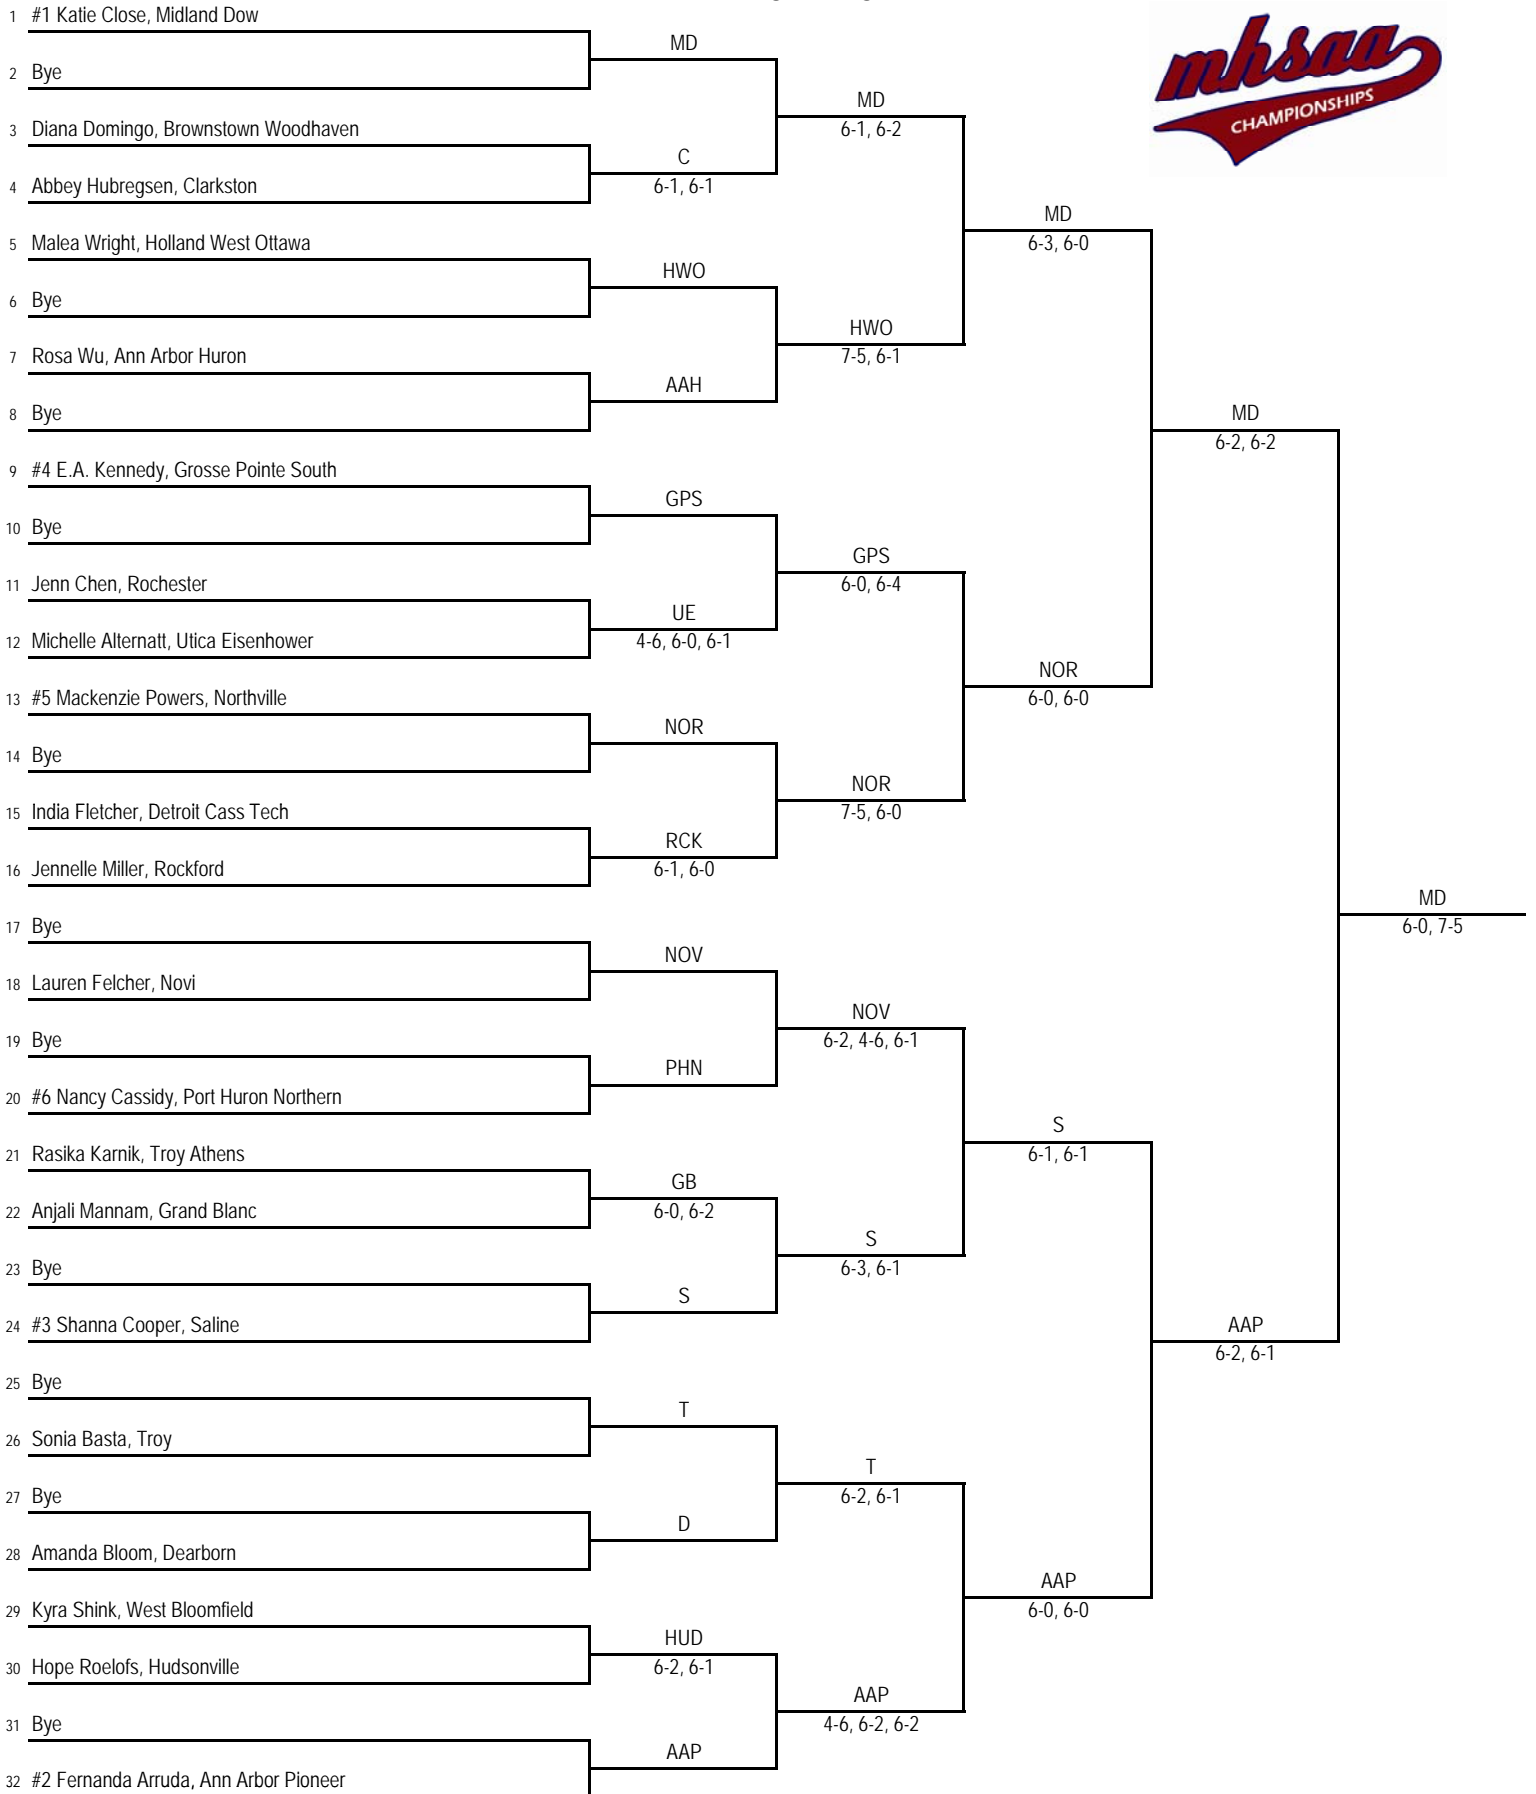 1 #1 Katie Close, Midland Dow
MD
2 Bye
MD
6-1, 6-2
3 Diana Domingo, Brownstown Woodhaven
C
6-1, 6-1
4 Abbey Hubregsen, Clarkston
MD
6-3, 6-0
5 Malea Wright, Holland West Ottawa
HWO
6 Bye
HWO
7-5, 6-1
7 Rosa Wu, Ann Arbor Huron
AAH
8 Bye
MD
6-2, 6-2
9 #4 E.A. Kennedy, Grosse Pointe South
GPS
10 Bye
GPS
6-0, 6-4
11 Jenn Chen, Rochester
UE
4-6, 6-0, 6-1
12 Michelle Alternatt, Utica Eisenhower
NOR
6-0, 6-0
13 #5 Mackenzie Powers, Northville
NOR
14 Bye
NOR
7-5, 6-0
15 India Fletcher, Detroit Cass Tech
RCK
6-1, 6-0
16 Jennelle Miller, Rockford
MD
6-0, 7-5
17 Bye
NOV
18 Lauren Felcher, Novi
NOV
6-2, 4-6, 6-1
19 Bye
PHN
20 #6 Nancy Cassidy, Port Huron Northern
S
6-1, 6-1
21 Rasika Karnik, Troy Athens
GB
6-0, 6-2
22 Anjali Mannam, Grand Blanc
S
6-3, 6-1
23 Bye
S
24 #3 Shanna Cooper, Saline
AAP
6-2, 6-1
25 Bye
T
26 Sonia Basta, Troy
T
6-2, 6-1
27 Bye
D
28 Amanda Bloom, Dearborn
AAP
6-0, 6-0
29 Kyra Shink, West Bloomfield
HUD
6-2, 6-1
30 Hope Roelofs, Hudsonville
AAP
4-6, 6-2, 6-2
31 Bye
AAP
32 #2 Fernanda Arruda, Ann Arbor Pioneer
mhsaa
CHAMPIONSHIPS